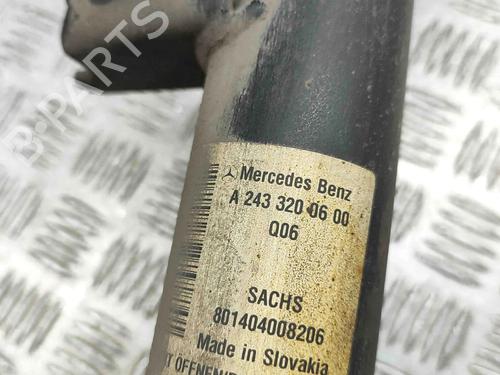 B-PARTS
Mercedes Benz
A 243 320 06 00
Q06
SACHS
801404008206
Made in Slovakia